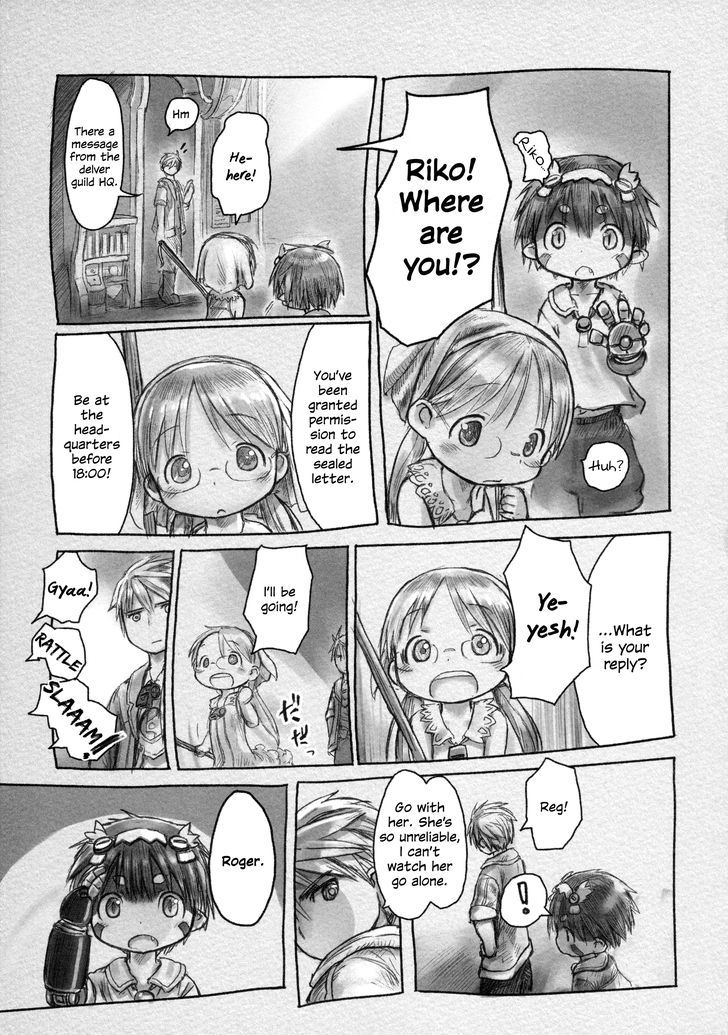 Riko...
Riko!
Where
are
you!?
Huh?
He-
here!
Hm
There a
message
from the
delver
guild HQ.
You've
been
granted
permis-
sion to
read the
sealed
letter.
Be at
the
head-
quarters
before
18:00!
...What
is your
reply?
Ye-
yesh!
I'll be
going!
だだっ
Gyaa!
RATTLE
SLAAAM!
Reg!
!
Go with
her. She's
so unreliable,
I can't
watch her
go alone.
Roger.